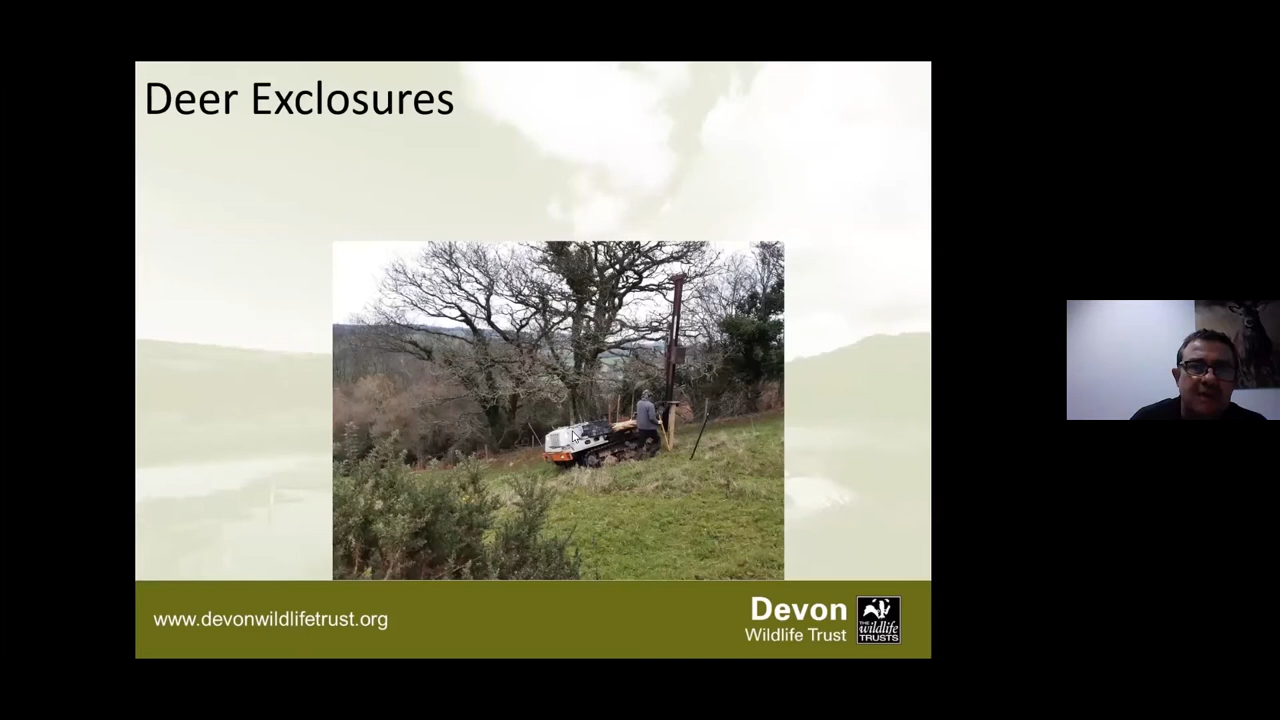 Deer Exclosures
www.devonwildlifetrust.org
Devon
Wildlife Trust
THE
wildlife
TRUSTS